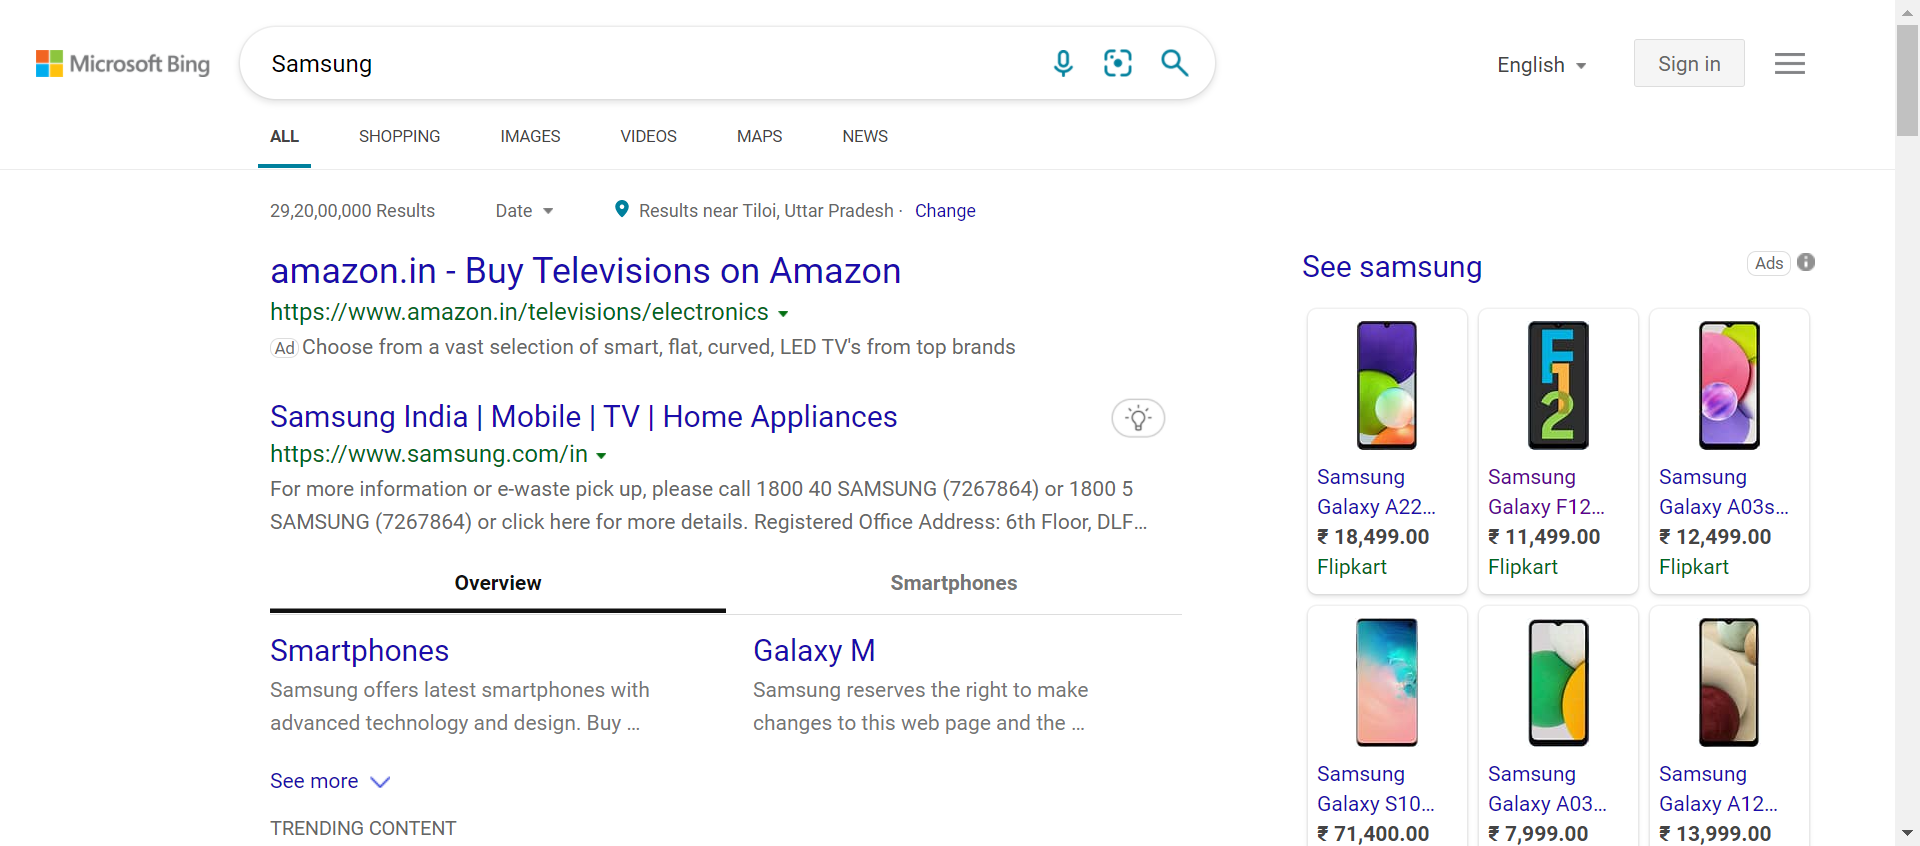 Microsoft Bing
Samsung
English
Sign in
ALL
SHOPPING
IMAGES
VIDEOS
MAPS
NEWS
29,20,00,000 Results
Date
Results near Tiloi, Uttar Pradesh ·
Change
amazon.in - Buy Televisions on Amazon
https://www.amazon.in/televisions/electronics
Ad Choose from a vast selection of smart, flat, curved, LED TV's from top brands
Samsung India | Mobile | TV | Home Appliances
https://www.samsung.com/in
For more information or e-waste pick up, please call 1800 40 SAMSUNG (7267864) or 1800 5
SAMSUNG (7267864) or click here for more details. Registered Office Address: 6th Floor, DLF...
Overview
Smartphones
Smartphones
Samsung offers latest smartphones with
advanced technology and design. Buy ...
Galaxy M
Samsung reserves the right to make
changes to this web page and the ...
See more
TRENDING CONTENT
See samsung
Ads
Samsung
Galaxy A22...
₹ 18,499.00
Flipkart
F12
Samsung
Galaxy F12...
₹ 11,499.00
Flipkart
Samsung
Galaxy A03s...
₹ 12,499.00
Flipkart
Samsung
Galaxy S10...
₹ 71,400.00
Samsung
Galaxy A03...
₹ 7,999.00
Samsung
Galaxy A12...
₹ 13,999.00